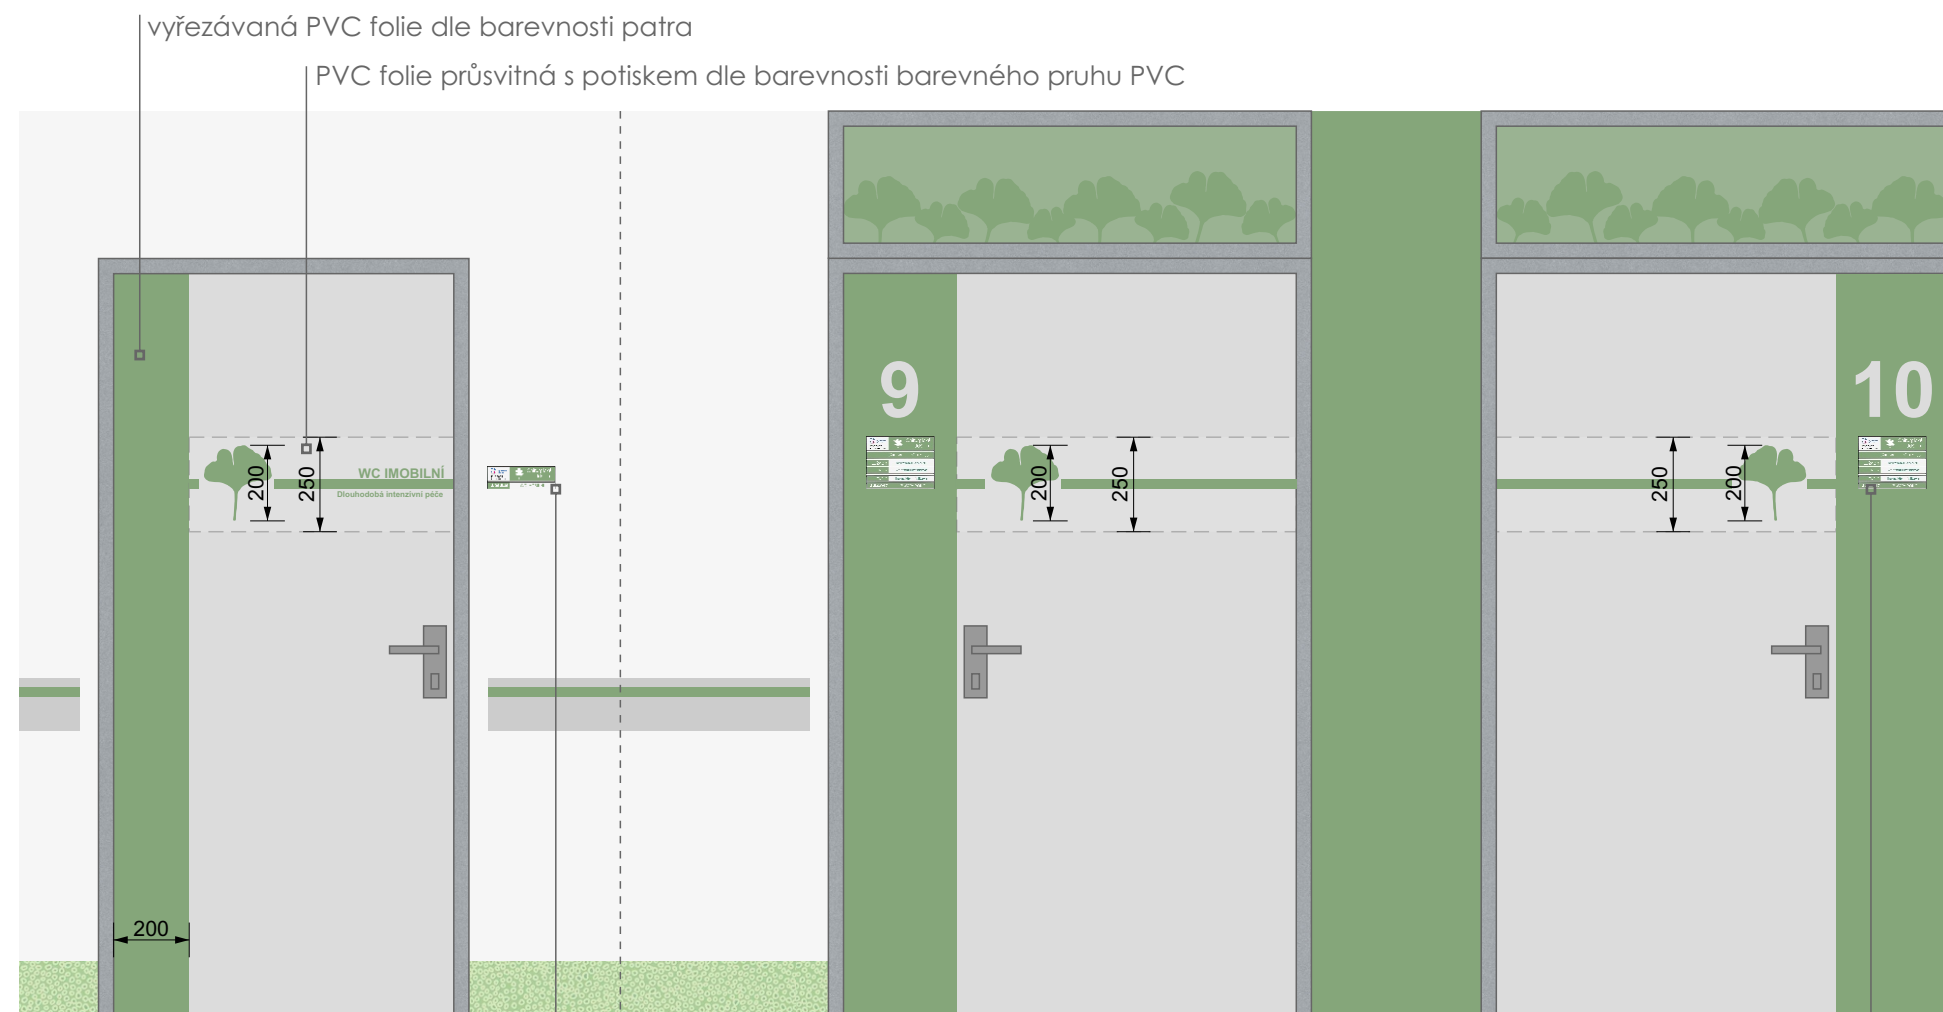 vyřezávaná PVC folie dle barevnosti patra
PVC folie průsvitná s potiskem dle barevnosti barevného pruhu PVC
9
10
WC IMOBILNÍ
Dlouhodobá intenzivní péče
200
250
200
250
250
200
200